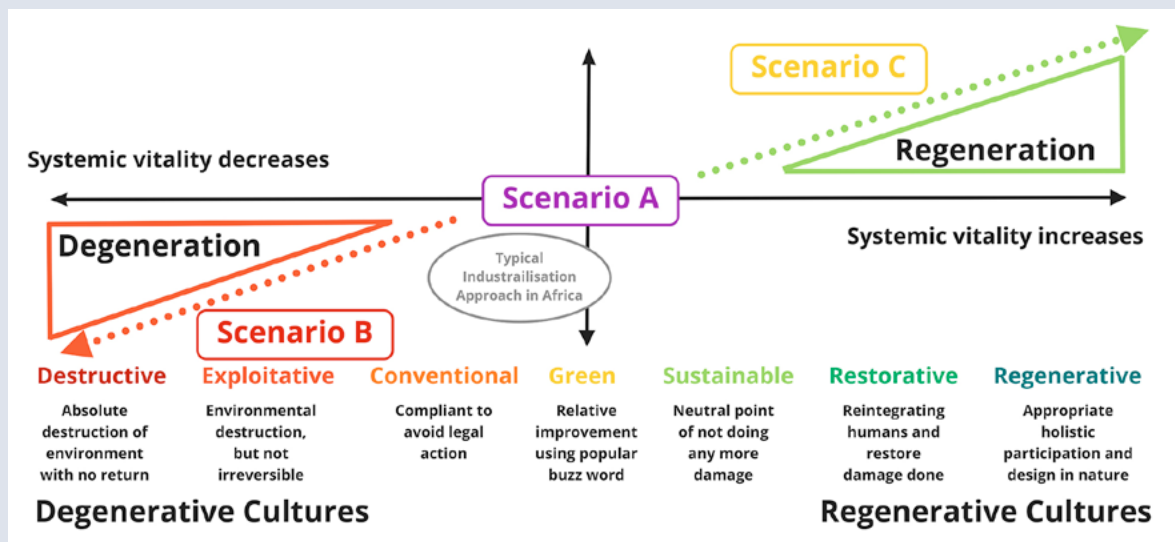 Scenario C
Regeneration
Systemic vitality decreases
Scenario A
Systemic vitality increases
Degeneration
Typical
Industrailisation
Approach in Africa
Scenario B
Destructive
Absolute
destruction of
environment
with no return
Exploitative
Environmental
destruction,
but not
irreversible
Conventional
Compliant to
avoid legal
action
Green
Relative
improvement
using popular
buzz word
Sustainable
Neutral point
of not doing
any more
damage
Restorative
Reintegrating
humans and
restore
damage done
Regenerative
Appropriate
holistic
participation and
design in nature
Degenerative Cultures
Regenerative Cultures